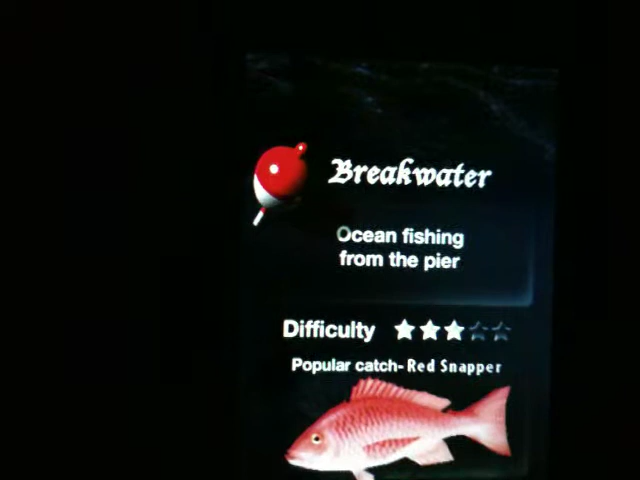 Breakwater
Ocean fishing
from the pier
Difficulty
Popular catch- Red Snapper